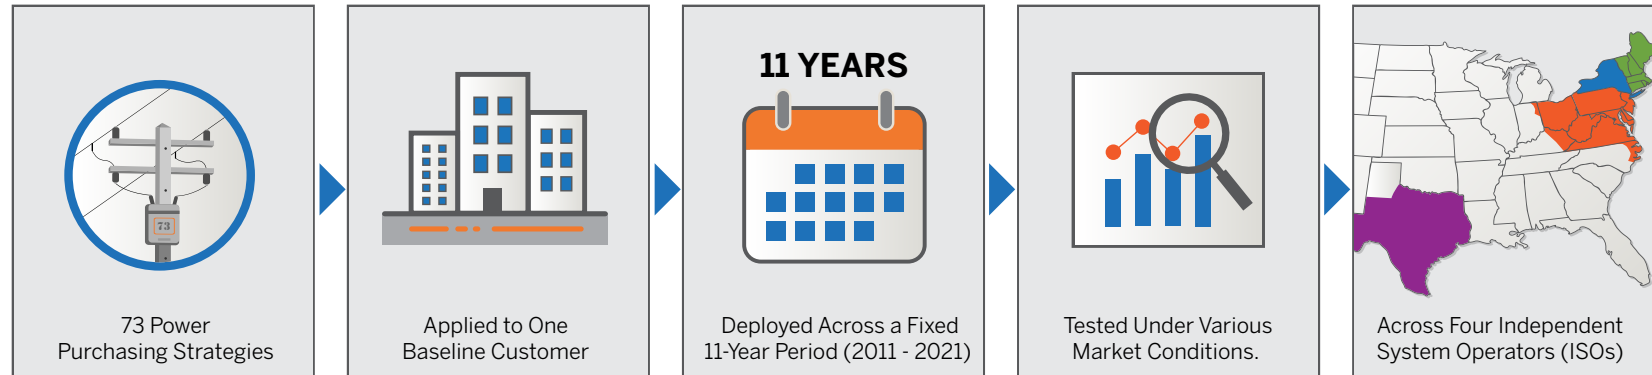 73
73 Power
Purchasing Strategies
Applied to One
Baseline Customer
11 YEARS
Deployed Across a Fixed
11-Year Period (2011 - 2021)
Tested Under Various
Market Conditions.
Across Four Independent
System Operators (ISOs)